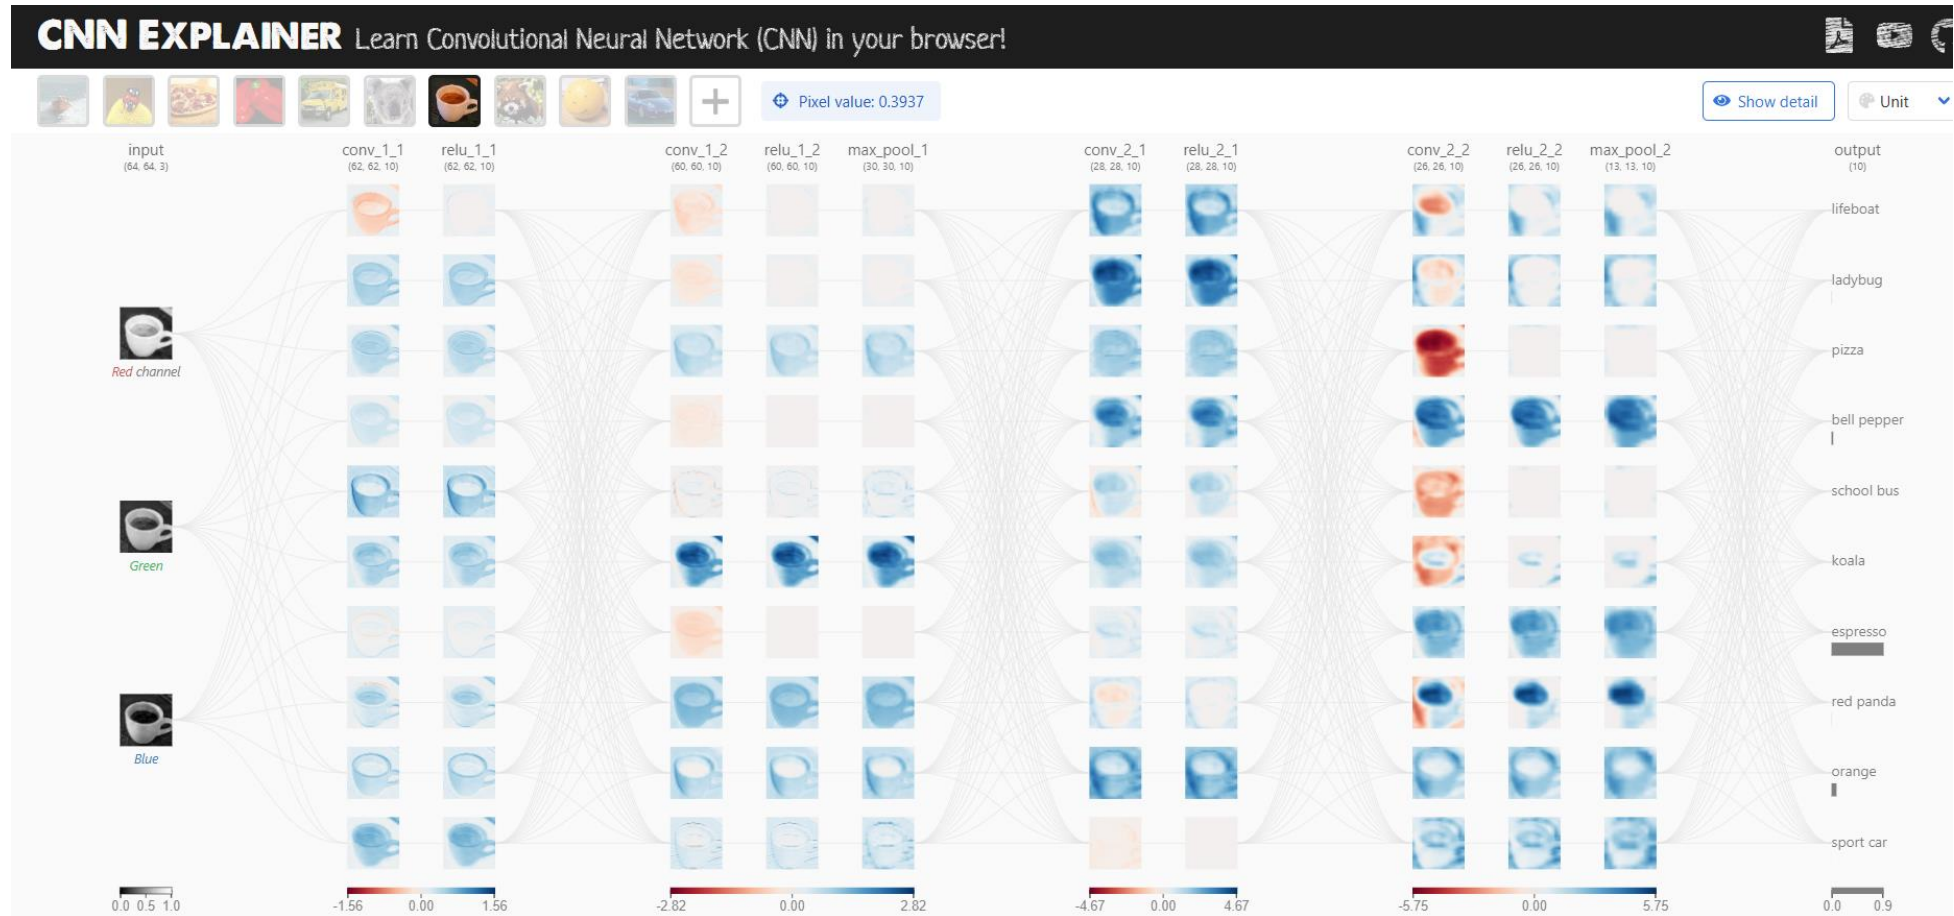 CNN EXPLAINER Learn Convolutional Neural Network (CNN) in your browser!
Pixel value: 0.3937
Show detail
Unit
input
(64, 64, 3)
conv_1_1
(62, 62, 10)
relu_1_1
(62, 62, 10)
conv_1_2
(60, 60, 10)
relu_1_2
(60, 60, 10)
max_pool_1
(30, 30, 10)
conv_2_1
(28, 28, 10)
relu_2_1
(28, 28, 10)
conv_2_2
(26, 26, 10)
relu_2_2
(26, 26, 10)
max_pool_2
(13, 13, 10)
output
(10)
Red channel
Green
Blue
lifeboat
ladybug
pizza
bell pepper
school bus
koala
espresso
red panda
orange
sport car
0.0 0.5 1.0
-1.56 0.00 1.56
-2.82 0.00 2.82
-4.67 0.00 4.67
-5.75 0.00 5.75
0.0 0.9